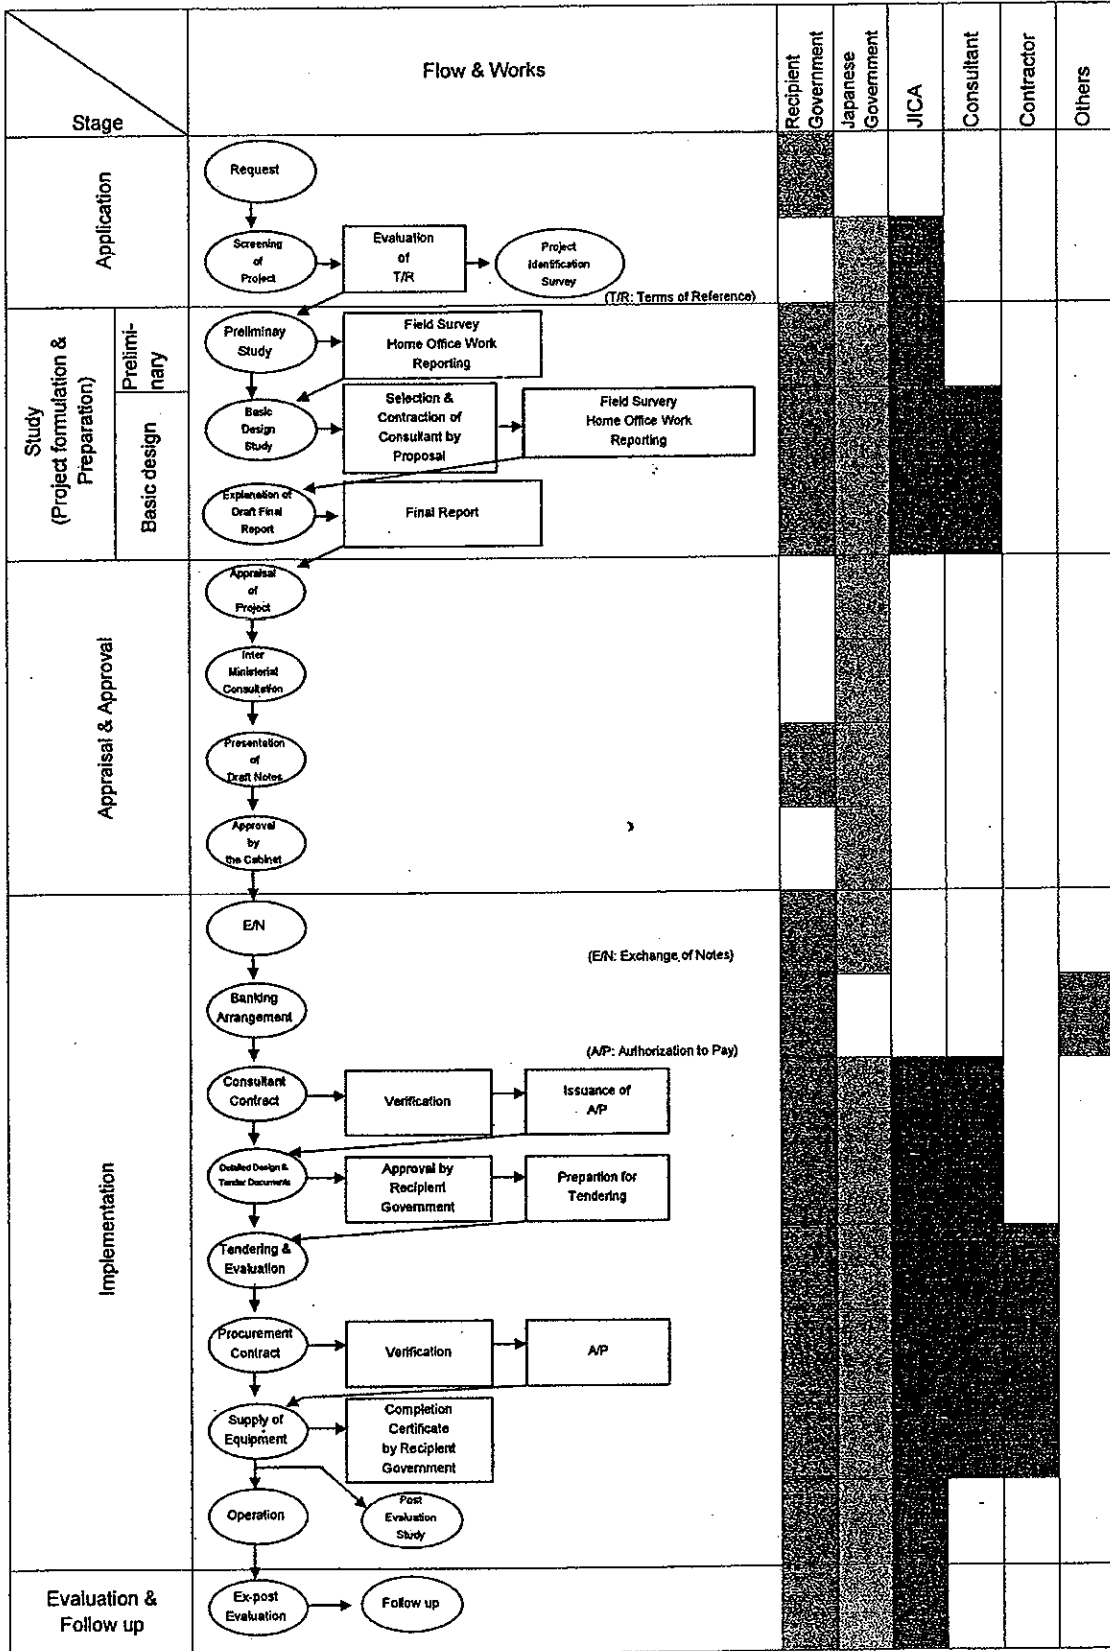 Stage
Flow & Works
Recipient
Government
Japanese
Government
JICA
Consultant
Contractor
Others
Application
Request
Screening
of
Project
Evaluation
of
T/R
Project
Identification
Survey
(T/R: Terms of Reference)
Study
(Project formulation &
Preparation)
Prelimi-
nary
Preliminay
Study
Field Survey
Home Office Work
Reporting
Basic design
Basic
Design
Study
Selection &
Contraction of
Consultant by
Proposal
Field Survery
Home Office Work
Reporting
Explanation of
Draft Final
Report
Final Report
Appraisal & Approval
Appraisal
of
Project
Inter
Ministerial
Consultation
Presentation
of
Draft Notes
Approval
by
the Cabinet
Implementation
E/N
(E/N: Exchange of Notes)
Banking
Arrangement
(A/P: Authorization to Pay)
Consultant
Contract
Verification
Issuance of
A/P
Detailed Design &
Tender Documents
Approval by
Recipient
Government
Prepartion for
Tendering
Tendering &
Evaluation
Procurement
Contract
Verification
A/P
Supply of
Equipment
Completion
Certificate
by Recipient
Government
Operation
Post
Evaluation
Study
Evaluation &
Follow up
Ex-post
Evaluation
Follow up